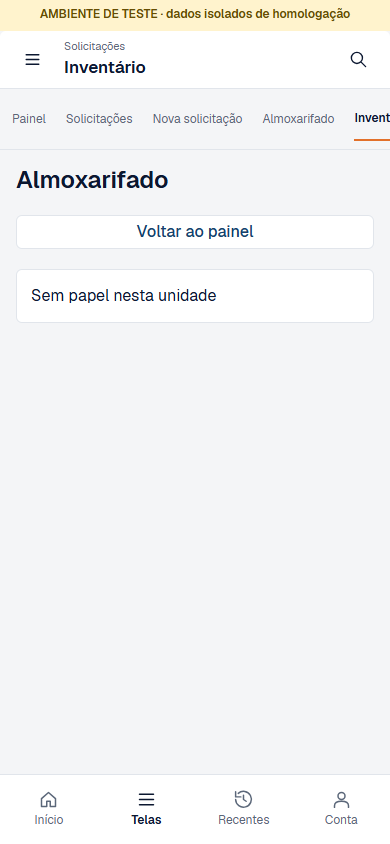 AMBIENTE DE TESTE · dados isolados de homologação
Solicitações
Inventário
Painel
Solicitações
Nova solicitação
Almoxarifado
Invent
Almoxarifado
Voltar ao painel
Sem papel nesta unidade
Início
Telas
Recentes
Conta